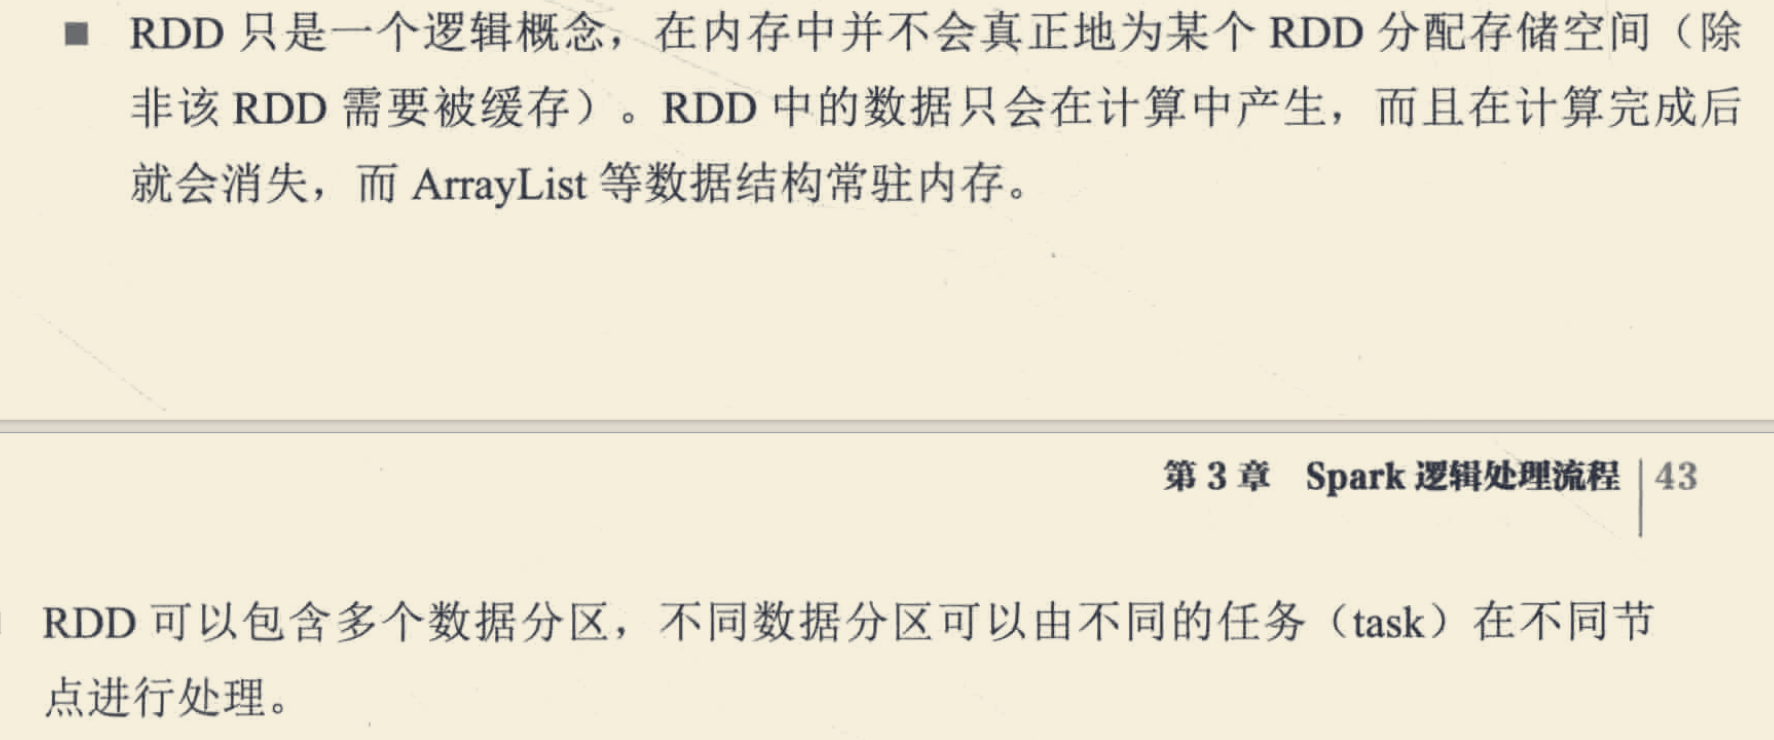 ■ RDD 只是一个逻辑概念，在内存中并不会真正地为某个 RDD 分配存储空间（除
非该 RDD 需要被缓存）。RDD 中的数据只会在计算中产生，而且在计算完成后
就会消失，而 ArrayList 等数据结构常驻内存。
第 3 章 Spark 逻辑处理流程 43
RDD 可以包含多个数据分区，不同数据分区可以由不同的任务（task）在不同节
点进行处理。